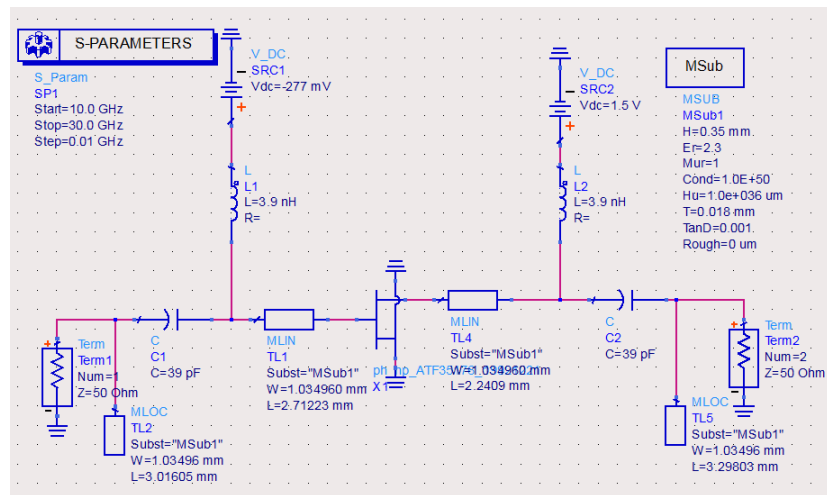 S-PARAMETERS
S_Param
SP1
Start=10.0 GHz
Stop=30.0 GHz
Step=0.01 GHz
V_DC
SRC1
Vdc=-277 mV
V_DC
SRC2
Vdc=1.5 V
MSub
MSUB
MSub1
H=0.35 mm
Er=2.3
Mur=1
Cond=1.0E+50
Hu=1.0e+036 um
T=0.018 mm
TanD=0.001
Rough=0 um
L
L1
L=3.9 nH
R=
L
L2
L=3.9 nH
R=
Term
Term1
Num=1
Z=50 Ohm
C
C1
C=39 pF
MLIN
TL1
Subst="MSub1"
W=1.034960 mm
L=2.71223 mm
X1
MLIN
TL4
Subst="MSub1"
W=1.034960 mm
L=2.2409 mm
C
C2
C=39 pF
Term
Term2
Num=2
Z=50 Ohm
MLOC
TL2
Subst="MSub1"
W=1.03496 mm
L=3.01605 mm
MLOC
TL5
Subst="MSub1"
W=1.03496 mm
L=3.29803 mm